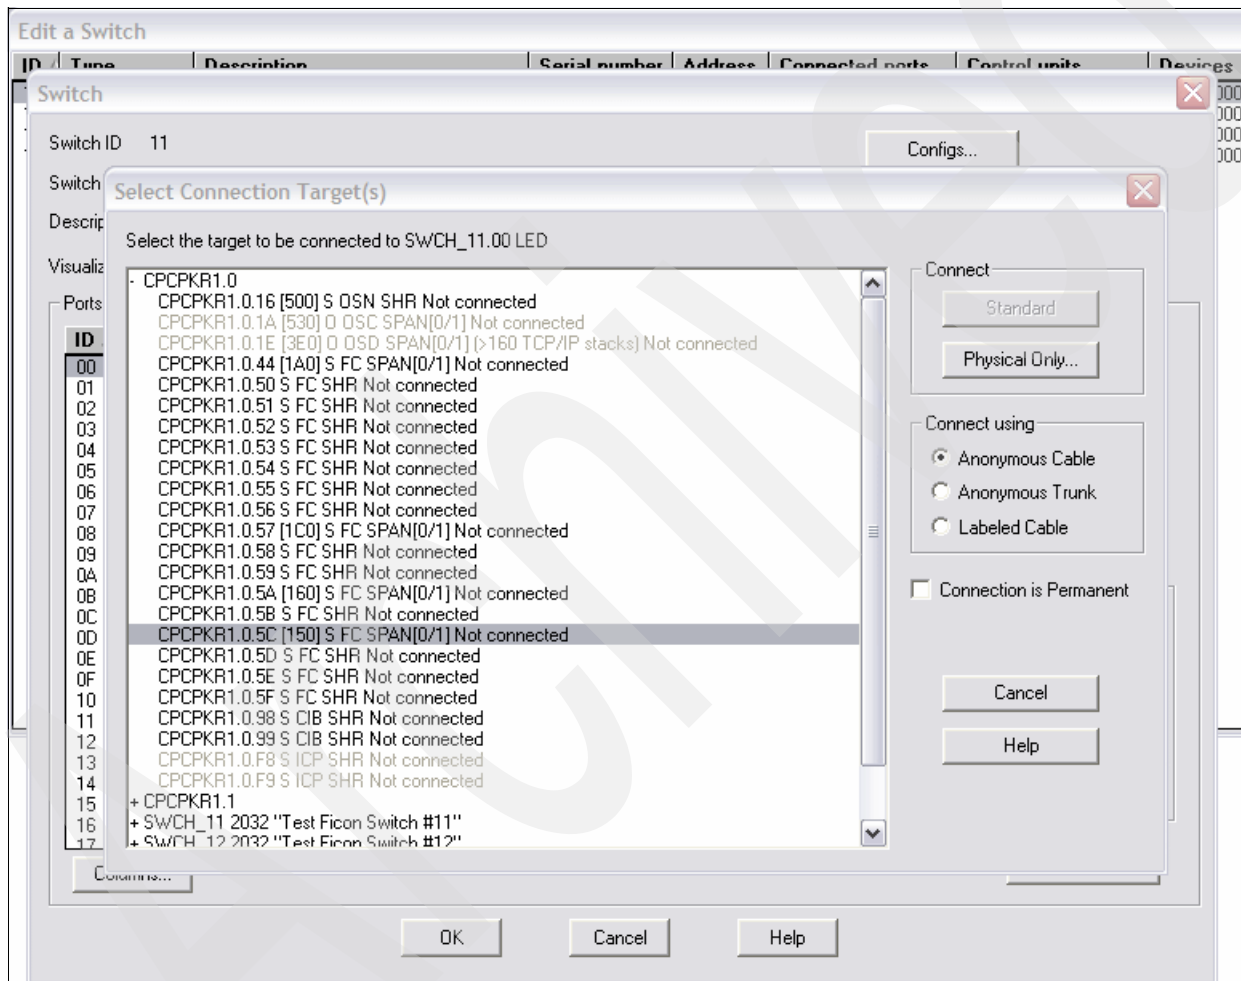 Edit a Switch
ID Type Description Serial number Address Connected ports Control units Devices
Switch
Switch ID 11
Configs...
Switch
Select Connection Target(s)
Descrip
Select the target to be connected to SWCH_11.00 LED
Visualiz
Ports
ID
00
01
02
03
04
05
06
07
08
09
0A
0B
0C
0D
0E
0F
10
11
12
13
14
15
16
17
- CPCPKR1.0
CPCPKR1.0.16 [500] S OSN SHR Not connected
CPCPKR1.0.1A [530] O OSC SPAN[0/1] Not connected
CPCPKR1.0.1E [3E0] O OSD SPAN[0/1] (>160 TCP/IP stacks) Not connected
CPCPKR1.0.44 [1A0] S FC SPAN[0/1] Not connected
CPCPKR1.0.50 S FC SHR Not connected
CPCPKR1.0.51 S FC SHR Not connected
CPCPKR1.0.52 S FC SHR Not connected
CPCPKR1.0.53 S FC SHR Not connected
CPCPKR1.0.54 S FC SHR Not connected
CPCPKR1.0.55 S FC SHR Not connected
CPCPKR1.0.56 S FC SHR Not connected
CPCPKR1.0.57 [1C0] S FC SPAN[0/1] Not connected
CPCPKR1.0.58 S FC SHR Not connected
CPCPKR1.0.59 S FC SHR Not connected
CPCPKR1.0.5A [160] S FC SPAN[0/1] Not connected
CPCPKR1.0.5B S FC SHR Not connected
CPCPKR1.0.5C [150] S FC SPAN[0/1] Not connected
CPCPKR1.0.5D S FC SHR Not connected
CPCPKR1.0.5E S FC SHR Not connected
CPCPKR1.0.5F S FC SHR Not connected
CPCPKR1.0.98 S CIB SHR Not connected
CPCPKR1.0.99 S CIB SHR Not connected
CPCPKR1.0.F8 S ICP SHR Not connected
CPCPKR1.0.F9 S ICP SHR Not connected
+ CPCPKR1.1
+ SWCH_11 2032 "Test Ficon Switch #11"
+ SWCH_12 2032 "Test Ficon Switch #12"
Connect
Standard
Physical Only...
Connect using
Anonymous Cable
Anonymous Trunk
Labeled Cable
Connection is Permanent
Cancel
Help
Columns...
OK Cancel Help